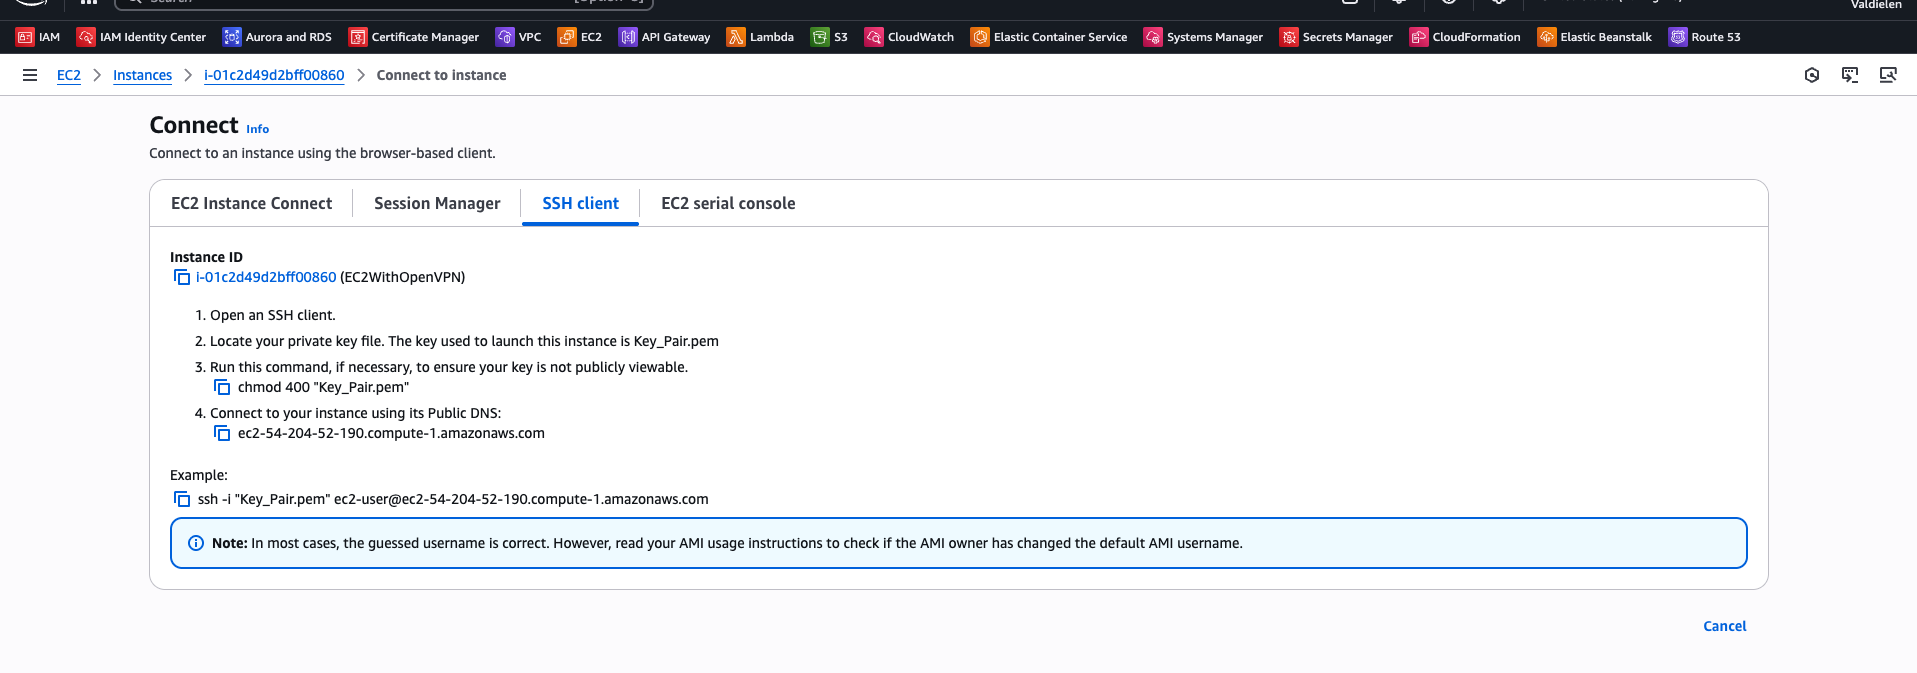 Search
[Option+S]
Valdielen
IAM
IAM Identity Center
Aurora and RDS
Certificate Manager
VPC
EC2
API Gateway
Lambda
S3
CloudWatch
Elastic Container Service
Systems Manager
Secrets Manager
CloudFormation
Elastic Beanstalk
Route 53
EC2
Instances
i-01c2d49d2bff00860
Connect to instance
Connect Info
Connect to an instance using the browser-based client.
EC2 Instance Connect
Session Manager
SSH client
EC2 serial console
Instance ID
i-01c2d49d2bff00860 (EC2WithOpenVPN)
1. Open an SSH client.
2. Locate your private key file. The key used to launch this instance is Key_Pair.pem
3. Run this command, if necessary, to ensure your key is not publicly viewable.
chmod 400 "Key_Pair.pem"
4. Connect to your instance using its Public DNS:
ec2-54-204-52-190.compute-1.amazonaws.com
Example:
ssh -i "Key_Pair.pem" ec2-user@ec2-54-204-52-190.compute-1.amazonaws.com
Note: In most cases, the guessed username is correct. However, read your AMI usage instructions to check if the AMI owner has changed the default AMI username.
Cancel